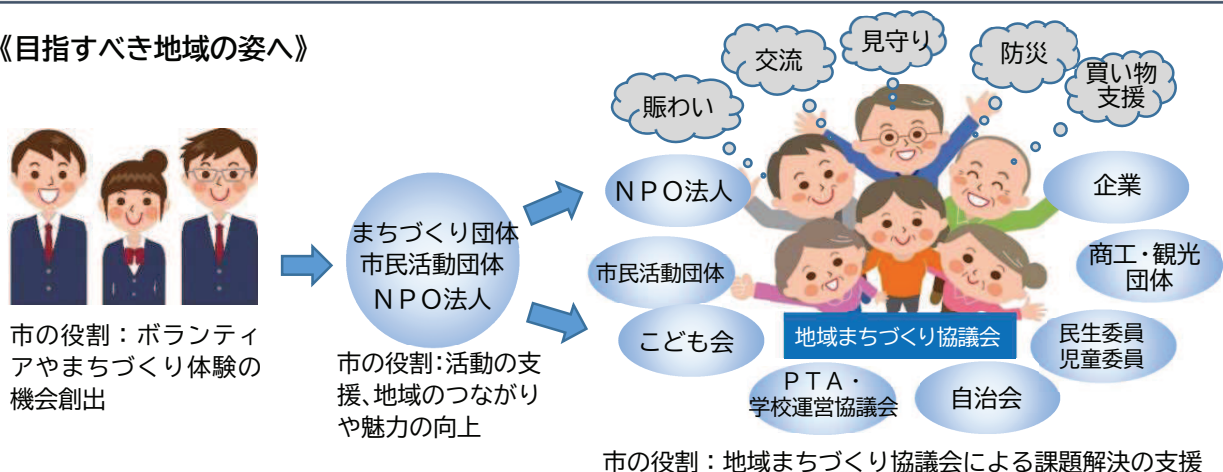 《目指すべき地域の姿へ》
市の役割：ボランティ
アやまちづくり体験の
機会創出
まちづくり団体
市民活動団体
ＮＰＯ法人
市の役割：活動の支
援、地域のつながり
や魅力の向上
賑わい
交流
見守り
防災
買い物
支援
ＮＰＯ法人
市民活動団体
こども会
ＰＴＡ・
学校運営協議会
自治会
民生委員
児童委員
商工・観光
団体
企業
地域まちづくり協議会
市の役割：地域まちづくり協議会による課題解決の支援